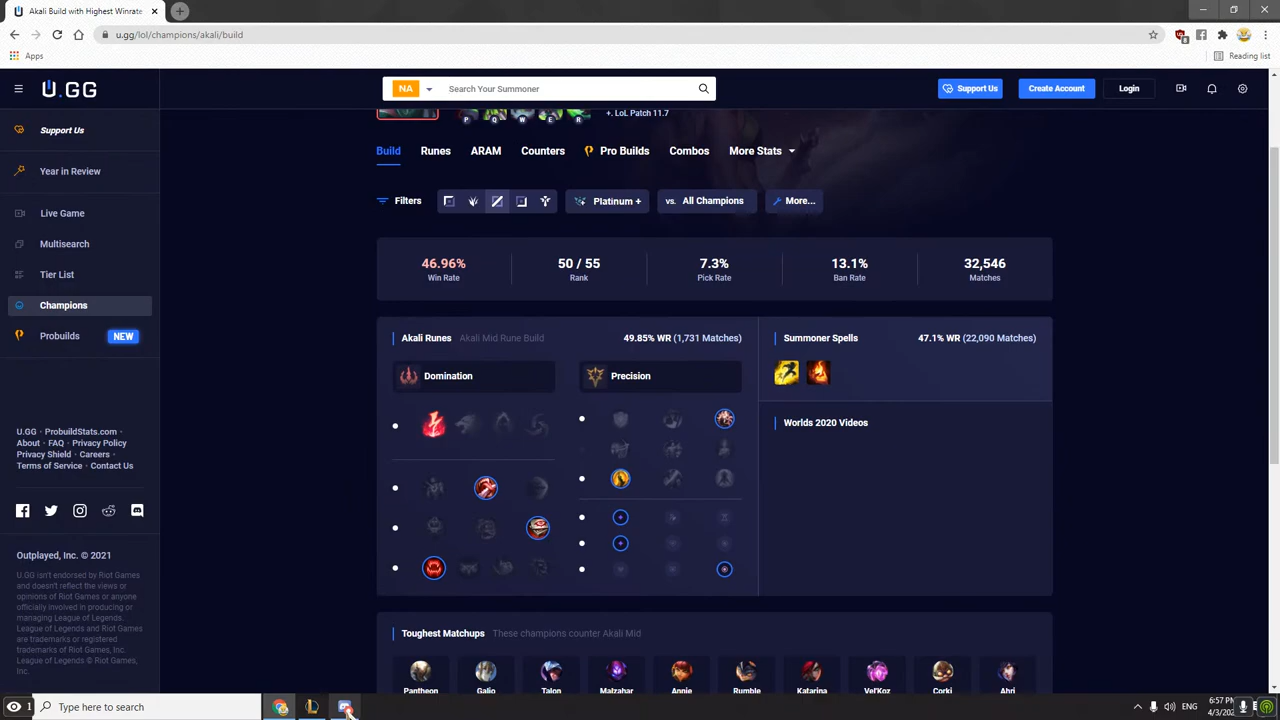 Akali Build with Highest Winrate
u.gg/lol/champions/akali/build
Apps
Reading list
U.GG
NA
Search Your Summoner
Support Us
Create Account
Login
Support Us
Year in Review
Live Game
Multisearch
Tier List
Champions
Probuilds
NEW
P
Q
W
E
R
+. LoL Patch 11.7
Build
Runes
ARAM
Counters
Pro Builds
Combos
More Stats
Filters
Platinum +
vs. All Champions
More...
46.96%
Win Rate
50 / 55
Rank
7.3%
Pick Rate
13.1%
Ban Rate
32,546
Matches
Akali Runes
Akali Mid Rune Build
49.85% WR (1,731 Matches)
Domination
Precision
Summoner Spells
47.1% WR (22,090 Matches)
Worlds 2020 Videos
Toughest Matchups
These champions counter Akali Mid
Pantheon
Galio
Talon
Malzahar
Annie
Rumble
Katarina
Vel'Koz
Corki
Ahri
U.GG · ProbuildStats.com ·
About · FAQ · Privacy Policy
Privacy Shield · Careers ·
Terms of Service · Contact Us
Outplayed, Inc. © 2021
U.GG isn't endorsed by Riot Games
and doesn't reflect the views or
opinions of Riot Games or anyone
officially involved in producing or
managing League of Legends.
League of Legends and Riot Games
are trademarks or registered
trademarks of Riot Games, Inc.
League of Legends © Riot Games,
Inc.
1
Type here to search
ENG
6:57 PM